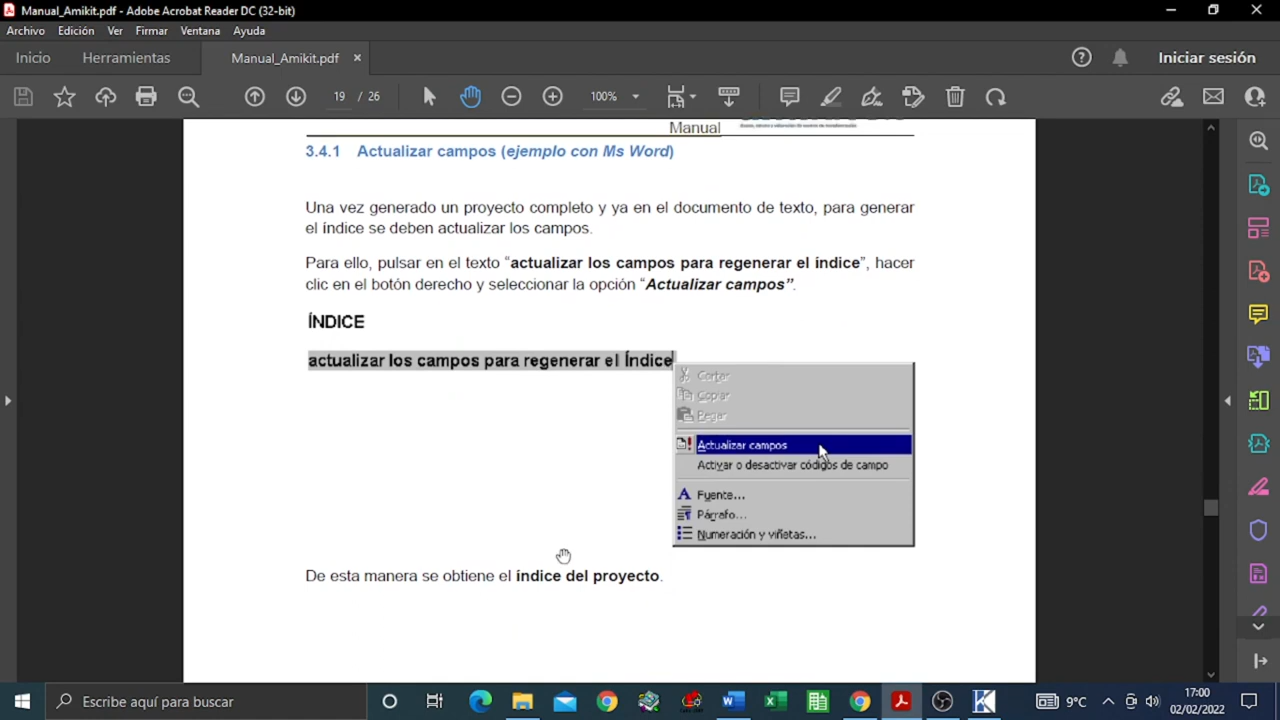 Manual_Amikit.pdf - Adobe Acrobat Reader DC (32-bit)
Archivo Edición Ver Firmar Ventana Ayuda
Inicio Herramientas Manual_Amikit.pdf × Iniciar sesión
19 / 26 100%
Manual
3.4.1 Actualizar campos (ejemplo con Ms Word)
Una vez generado un proyecto completo y ya en el documento de texto, para generar
el índice se deben actualizar los campos.
Para ello, pulsar en el texto “actualizar los campos para regenerar el índice”, hacer
clic en el botón derecho y seleccionar la opción “Actualizar campos”.
ÍNDICE
actualizar los campos para regenerar el Índice
Cortar
Copiar
Pegar
Actualizar campos
Activar o desactivar códigos de campo
Fuente...
Párrafo...
Numeración y viñetas...
De esta manera se obtiene el índice del proyecto.
Escribe aquí para buscar
9°C
17:00
02/02/2022